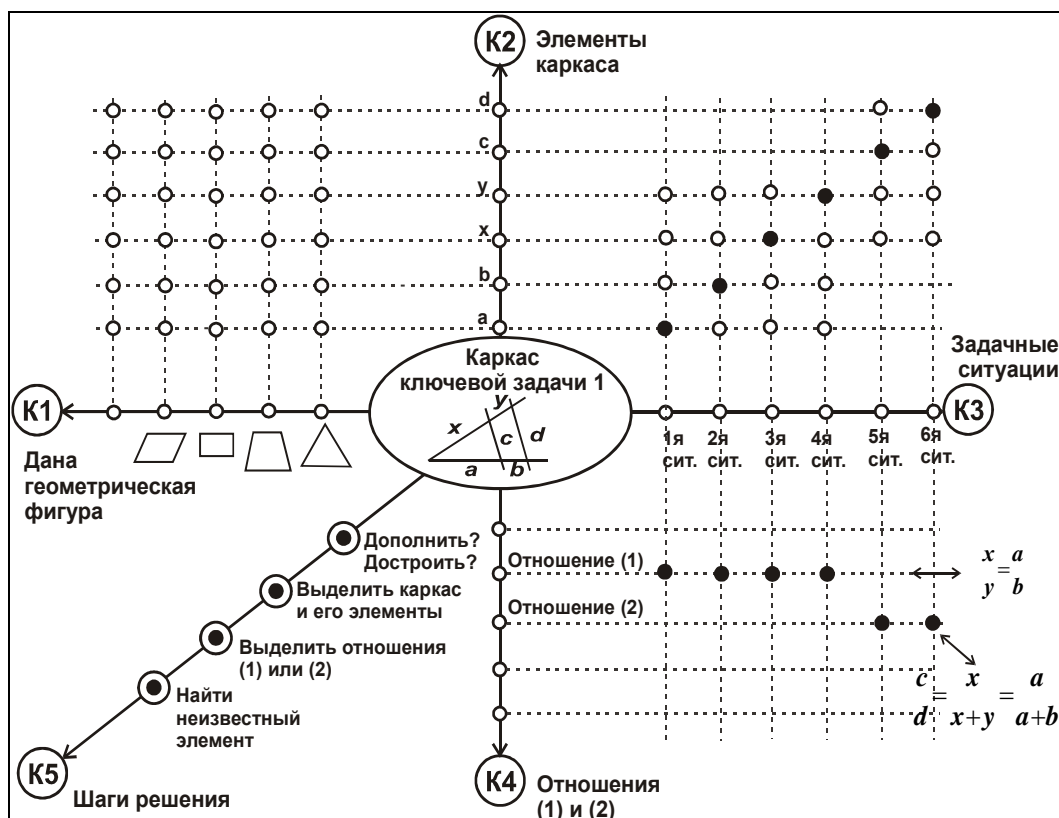 К2
Элементы
каркаса
d
c
y
x
b
a
Каркас
ключевой задачи 1
y
x
c
d
a
b
Задачные
ситуации
К3
1я
сит.
2я
сит.
3я
сит.
4я
сит.
5я
сит.
6я
сит.
К1
Дана
геометрическая
фигура
Дополнить?
Достроить?
Выделить каркас
и его элементы
Выделить отношения
(1) или (2)
Найти
неизвестный
элемент
К5
Шаги решения
Отношение (1)
x/y = a/b
Отношение (2)
c/d = x/x+y = a/a+b
К4
Отношения
(1) и (2)